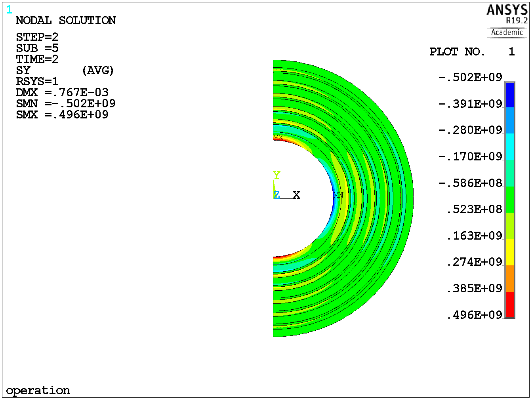 1
NODAL SOLUTION
STEP=2
SUB =5
TIME=2
SY (AVG)
RSYS=1
DMX =.767E-03
SMN =-.502E+09
SMX =.496E+09
ANSYS
R19.2
Academic
PLOT NO. 1
-.502E+09
-.391E+09
-.280E+09
-.170E+09
-.586E+08
.523E+08
.163E+09
.274E+09
.385E+09
.496E+09
Y
Z X
operation